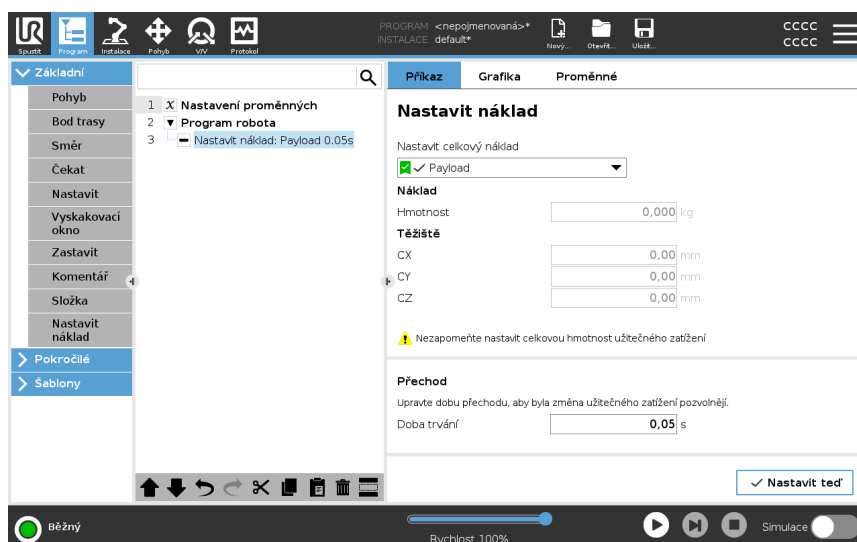 UR
Spustit
Program
Instalace
Pohyb
V/V
Protokol
PROGRAM <nepojmenovaná>*
INSTALACE default*
Nový...
Otevřít...
Uložit...
cccc
cccc
Základní
Pohyb
Bod trasy
Směr
Čekat
Nastavit
Vyskakovací
okno
Zastavit
Komentář
Složka
Nastavit
náklad
Pokročilé
Šablony
1 X Nastavení proměnných
2 Program robota
3 Nastavit náklad: Payload 0.05s
Příkaz
Grafika
Proměnné
Nastavit náklad
Nastavit celkový náklad
Payload
Náklad
Hmotnost 0,000 kg
Těžiště
CX 0,00 mm
CY 0,00 mm
CZ 0,00 mm
Nezapomeňte nastavit celkovou hmotnost užitečného zatížení
Přechod
Upravte dobu přechodu, aby byla změna užitečného zatížení pozvolnějí.
Doba trvání 0,05 s
Nastavit teď
Běžný
Rychlost 100%
Simulace